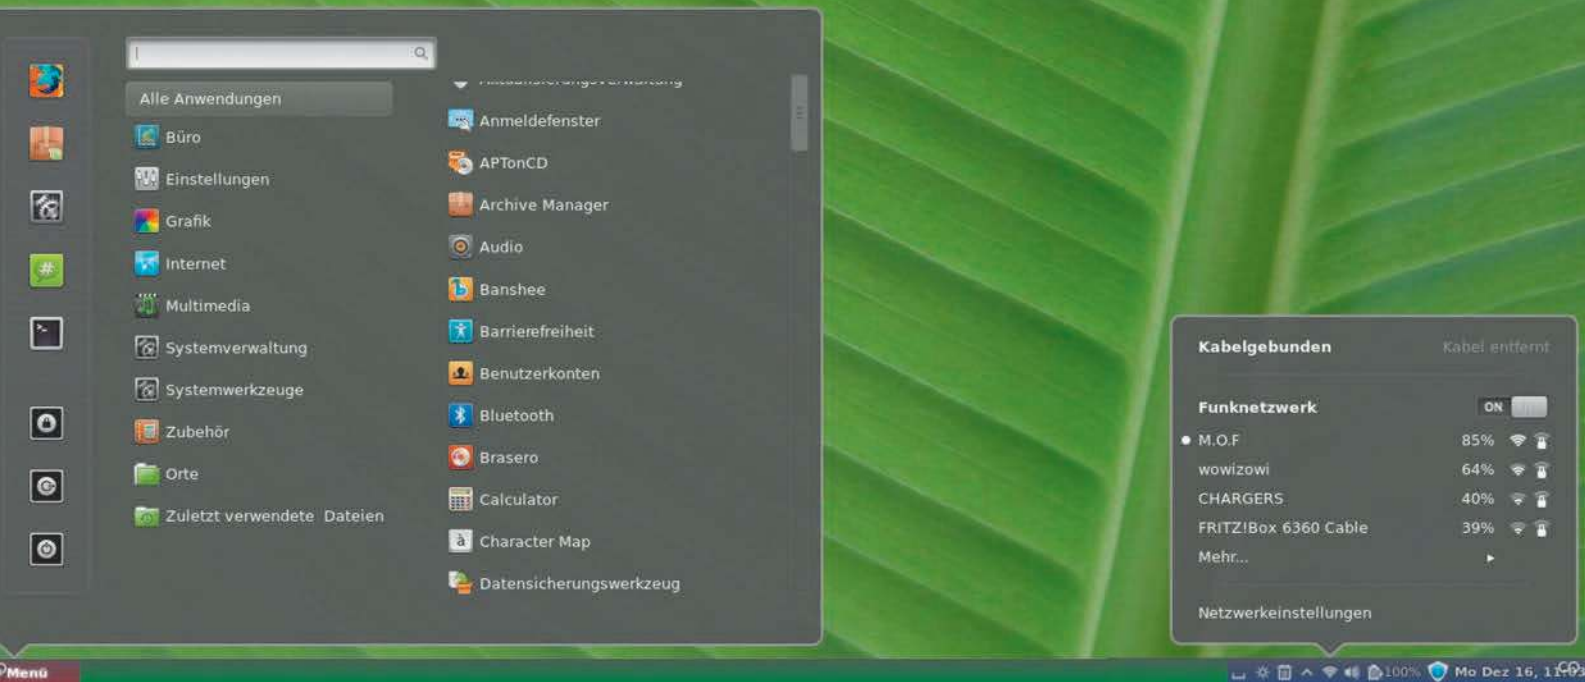 Alle Anwendungen
Büro
Einstellungen
Grafik
Internet
Multimedia
Systemverwaltung
Systemwerkzeuge
Zubehör
Orte
Zuletzt verwendete Dateien
Anmeldefenster
APTonCD
Archive Manager
Audio
Banshee
Barrierefreiheit
Benutzerkonten
Bluetooth
Brasero
Calculator
Character Map
Datensicherungswerkzeug
Kabelgebunden Kabel entfernt
Funknetzwerk ON
M.O.F 85%
wowizowi 64%
CHARGERS 40%
FRITZ!Box 6360 Cable 39%
Mehr...
Netzwerkeinstellungen
Menü
100% Mo Dez 16,